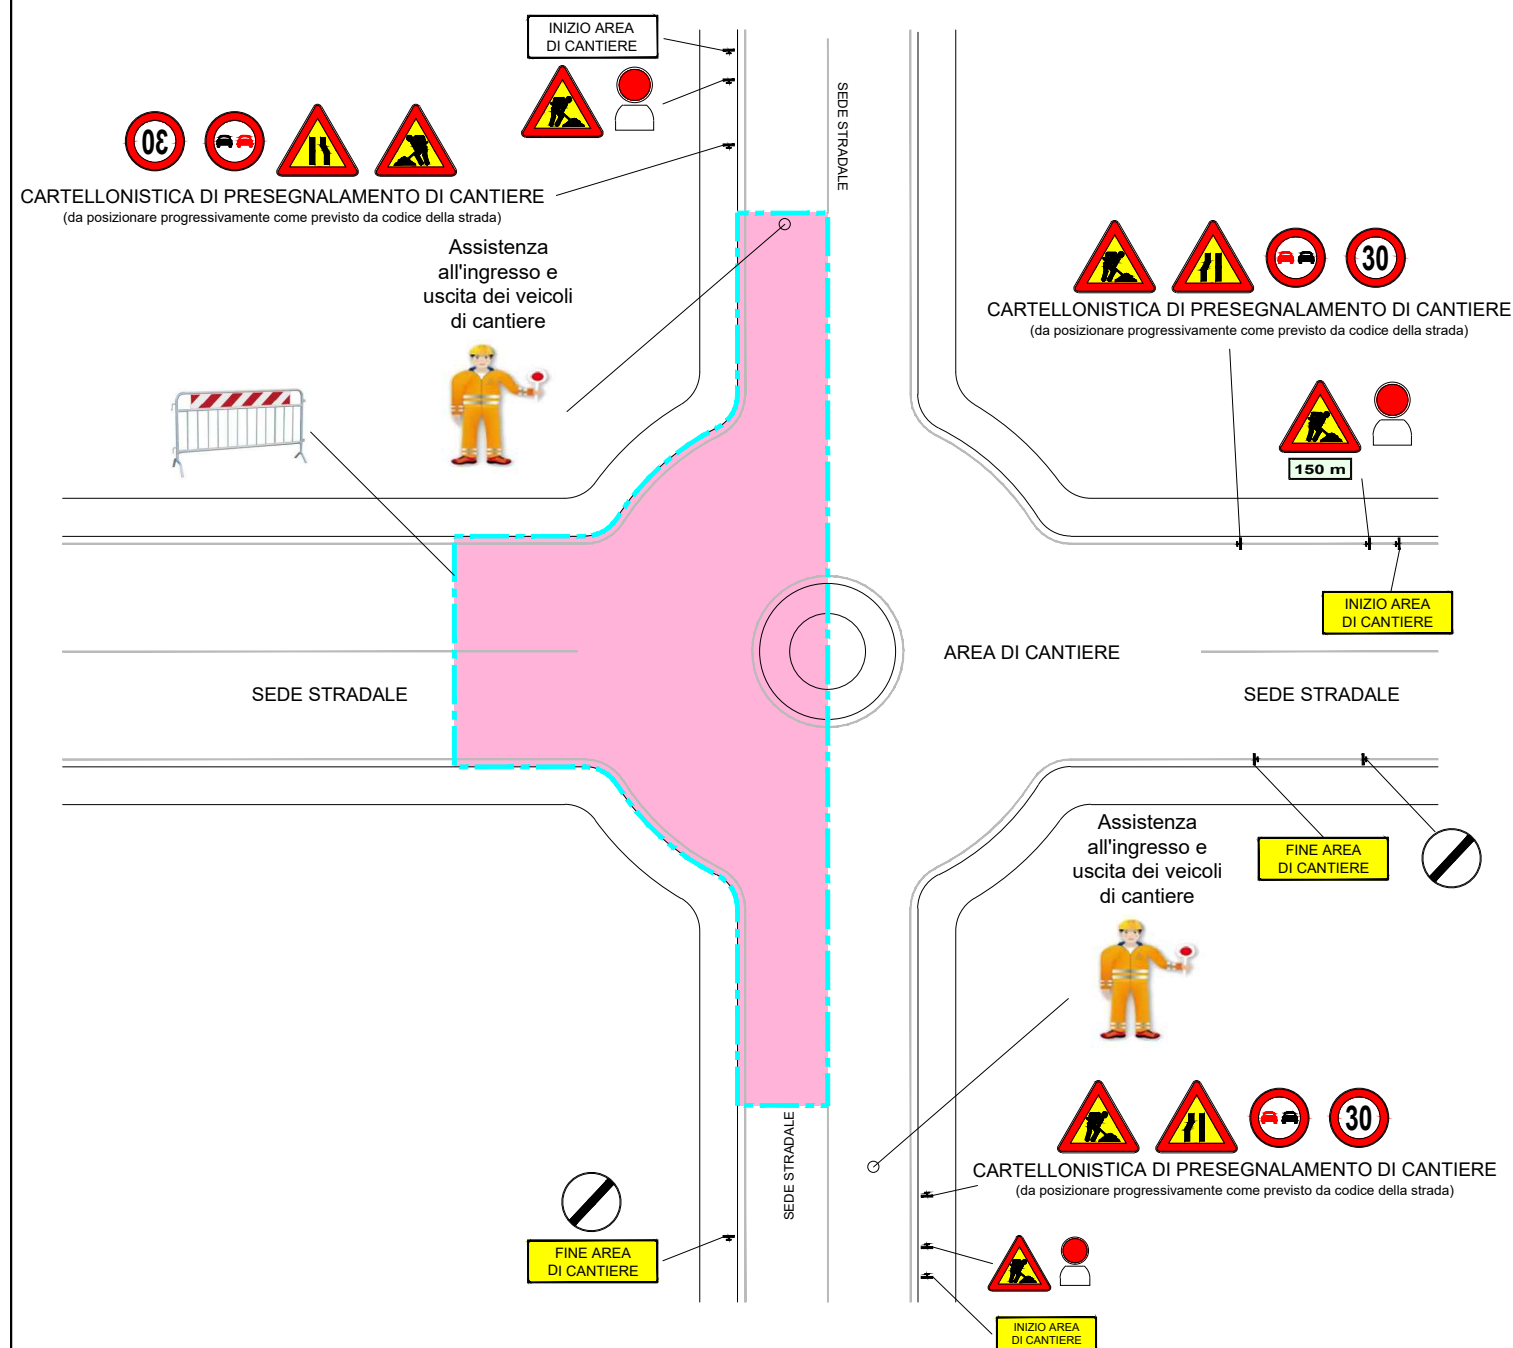 INIZIO AREA
DI CANTIERE
SEDE STRADALE
30
CARTELLONISTICA DI PRESEGNALAMENTO DI CANTIERE
(da posizionare progressivamente come previsto da codice della strada)
Assistenza
all'ingresso e
uscita dei veicoli
di cantiere
30
CARTELLONISTICA DI PRESEGNALAMENTO DI CANTIERE
(da posizionare progressivamente come previsto da codice della strada)
150 m
INIZIO AREA
DI CANTIERE
AREA DI CANTIERE
SEDE STRADALE
SEDE STRADALE
Assistenza
all'ingresso e
uscita dei veicoli
di cantiere
FINE AREA
DI CANTIERE
30
CARTELLONISTICA DI PRESEGNALAMENTO DI CANTIERE
(da posizionare progressivamente come previsto da codice della strada)
SEDE STRADALE
FINE AREA
DI CANTIERE
INIZIO AREA
DI CANTIERE